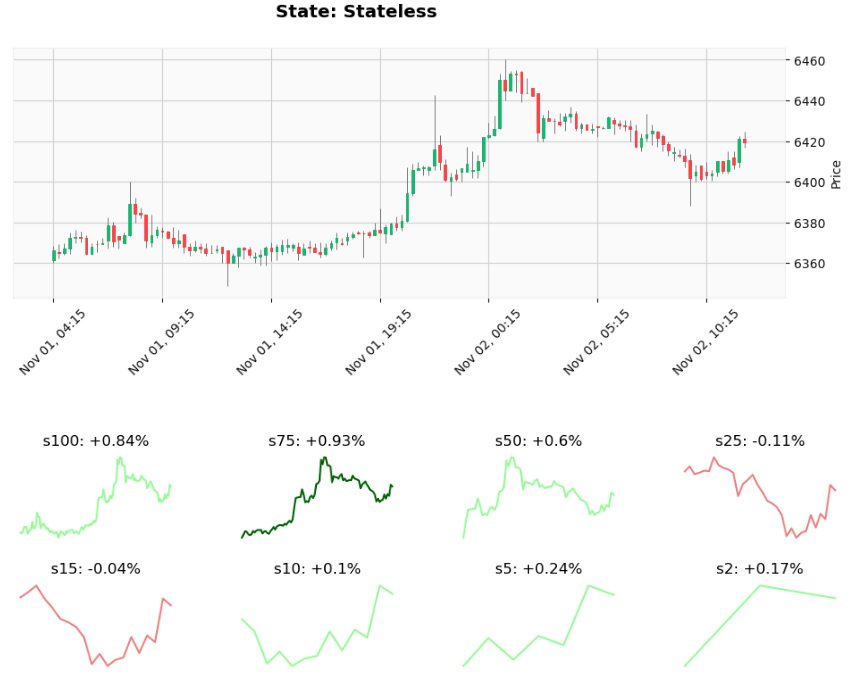 State: Stateless
6460
6440
6420
6400
6380
6360
Price
Nov 01, 04:15
Nov 01, 09:15
Nov 01, 14:15
Nov 01, 19:15
Nov 02, 00:15
Nov 02, 05:15
Nov 02, 10:15
s100: +0.84%
s75: +0.93%
s50: +0.6%
s25: -0.11%
s15: -0.04%
s10: +0.1%
s5: +0.24%
s2: +0.17%